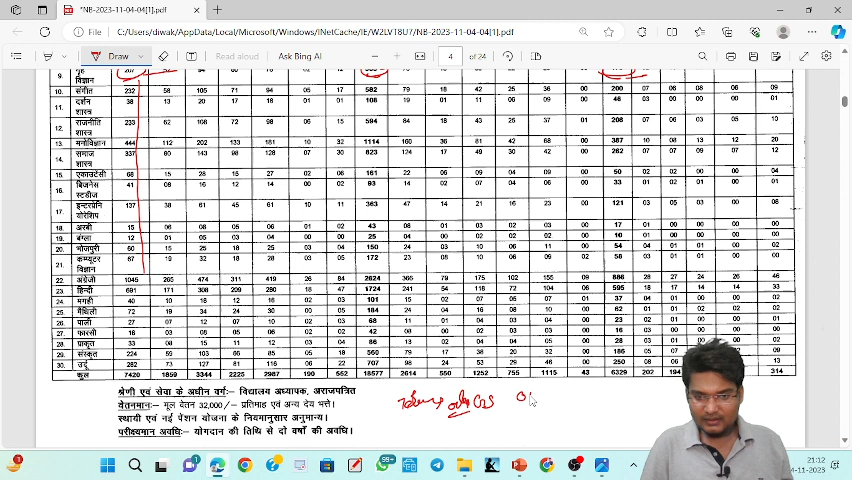 *NB-2023-11-04-04[1].pdf
File
C:/Users/diwak/AppData/Local/Microsoft/Windows/INetCache/IE/W2LVT8U7/NB-2023-11-04-04[1].pdf
Draw
Read aloud
Ask Bing AI
4
of 24
9. गृह विज्ञान 207
10. संगीत 232 58 105 71 94 05 17 582 79 18 42 25 36 00 200 07 06 08 06 09
11. दर्शन शास्त्र 38 13 20 17 18 01 01 108 19 01 11 06 09 00 46 03 00 00 00 01
12. राजनीति शास्त्र 233 62 108 72 98 06 15 594 84 18 43 25 37 01 208 07 06 03 05 10
13. मनोविज्ञान 444 112 202 133 181 10 32 1114 160 36 81 42 68 00 387 10 08 13 12 20
14. समाज शास्त्र 337 80 143 98 128 07 30 823 124 17 49 30 42 00 262 07 07 09 07 12
15. एकाउटेंसी 68 15 28 15 27 02 06 161 22 06 09 04 09 00 50 02 02 00 00 04
16. बिजनेस स्टडीज 41 08 16 12 14 00 02 93 14 02 07 04 06 00 33 01 02 01 00 01
17. इन्टरप्रेनियोरशिप 137 38 61 45 61 10 11 363 47 14 21 16 23 00 121 03 05 03 00 08
18. अरबी 15 06 08 05 06 01 02 43 08 01 03 02 03 00 17 01 00 00 00 00
19. बंग्ला 12 01 05 03 04 00 00 25 04 00 02 02 02 00 10 01 00 00 00 00
20. भोजपुरी 60 15 25 18 25 03 04 150 24 03 10 06 11 00 54 04 01 01 00 02
21. कम्प्यूटर विज्ञान 67 19 32 18 28 03 05 172 23 08 10 06 09 02 58 03 01 01 00 02
22. अंग्रेजी 1045 265 474 311 419 26 84 2624 366 79 175 102 155 09 886 28 27 24 26 46
23. हिन्दी 691 171 308 209 280 18 47 1724 241 54 118 72 104 06 595 18 17 14 14 33
24. मगही 40 10 18 12 16 02 03 101 15 02 07 05 07 01 37 04 01 00 00 02
25. मैथिली 72 19 34 24 30 00 05 184 24 04 16 08 10 00 62 01 01 02 02 02
26. पाली 27 07 12 07 10 02 03 68 11 01 04 03 04 00 23 02 01 00 00 02
27. फारसी 16 03 08 05 06 02 02 42 08 00 02 03 03 00 16 03 00 00 00 00
28. प्राकृत 33 08 15 11 12 03 04 86 13 02 04 04 05 00 28 03 01 00
29. संस्कृत 224 59 103 66 85 05 18 560 79 17 38 20 32 00 186 05 07 09
30. उर्दू 282 73 127 81 116 06 22 707 98 24 53 29 46 00 250 08 06 13
कुल 7420 1859 3344 2225 2987 190 552 18577 2614 550 1252 755 1115 43 6329 202 194 314
श्रेणी एवं सेवा के अधीन वर्ग:- विद्यालय अध्यापक, अराजपत्रित
वेतनमान:- मूल वेतन 32,000/- प्रतिमाह एवं अन्य देय भत्ते।
स्थायी एवं नई पेंशन योजना के नियमानुसार अनुमान्य।
परीक्ष्यमान अवधि:- योगदान की तिथि से दो वर्षों की अवधि।
99+
21:12